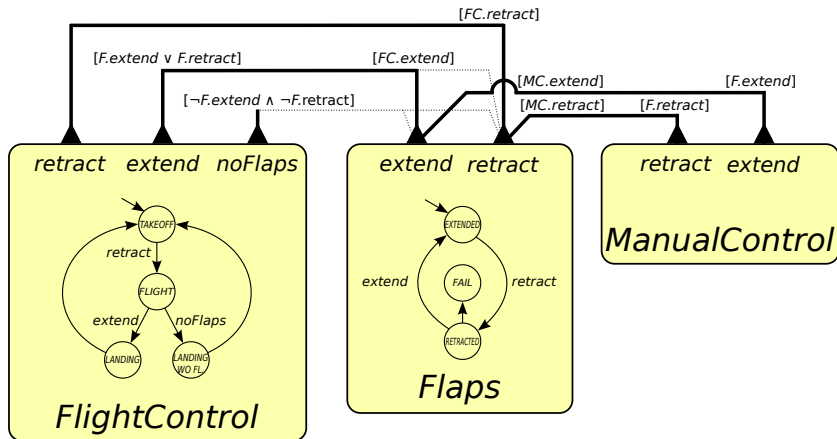 [FC.retract]
[F.extend ∨ F.retract]
[FC.extend]
[MC.extend]
[F.extend]
[¬F.extend ∧ ¬F.retract]
[MC.retract]
[F.retract]
retract
extend
noFlaps
extend
retract
retract
extend
TAKEOFF
retract
FLIGHT
extend
noFlaps
LANDING
LANDING
WO FL.
FlightControl
EXTENDED
extend
FAIL
retract
RETRACTED
Flaps
ManualControl